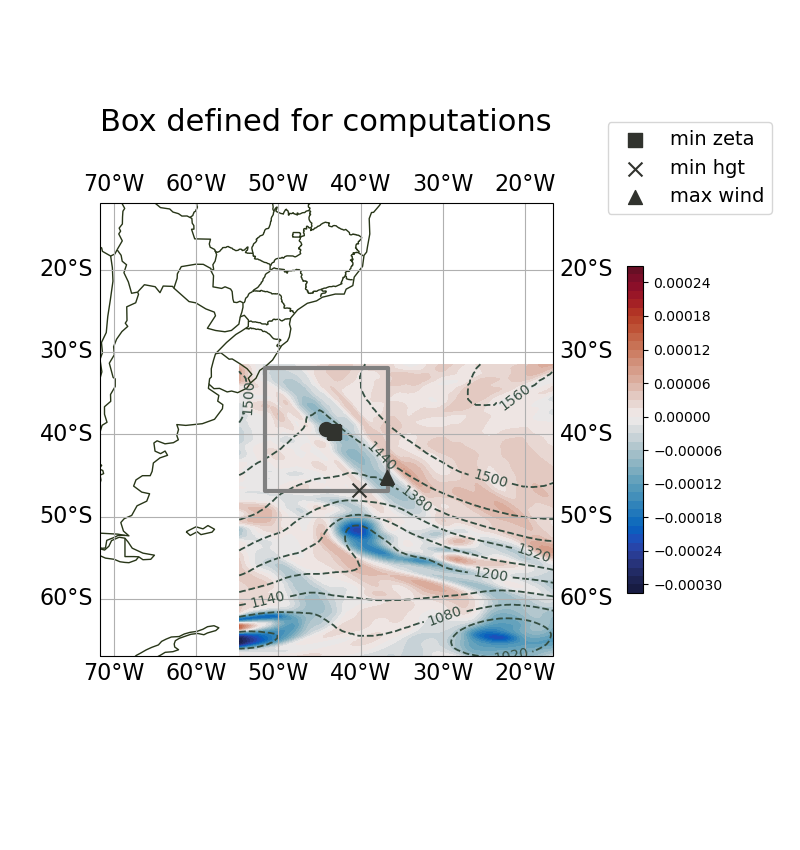 Box defined for computations
min zeta
min hgt
max wind
70°W 60°W 50°W 40°W 30°W 20°W
20°S 20°S
30°S 30°S
40°S 40°S
50°S 50°S
60°S 60°S
70°W 60°W 50°W 40°W 30°W 20°W
0.00024
0.00018
0.00012
0.00006
0.00000
−0.00006
−0.00012
−0.00018
−0.00024
−0.00030
1500
1560
1440
1500
1380
1320
1200
1140
1080
1020